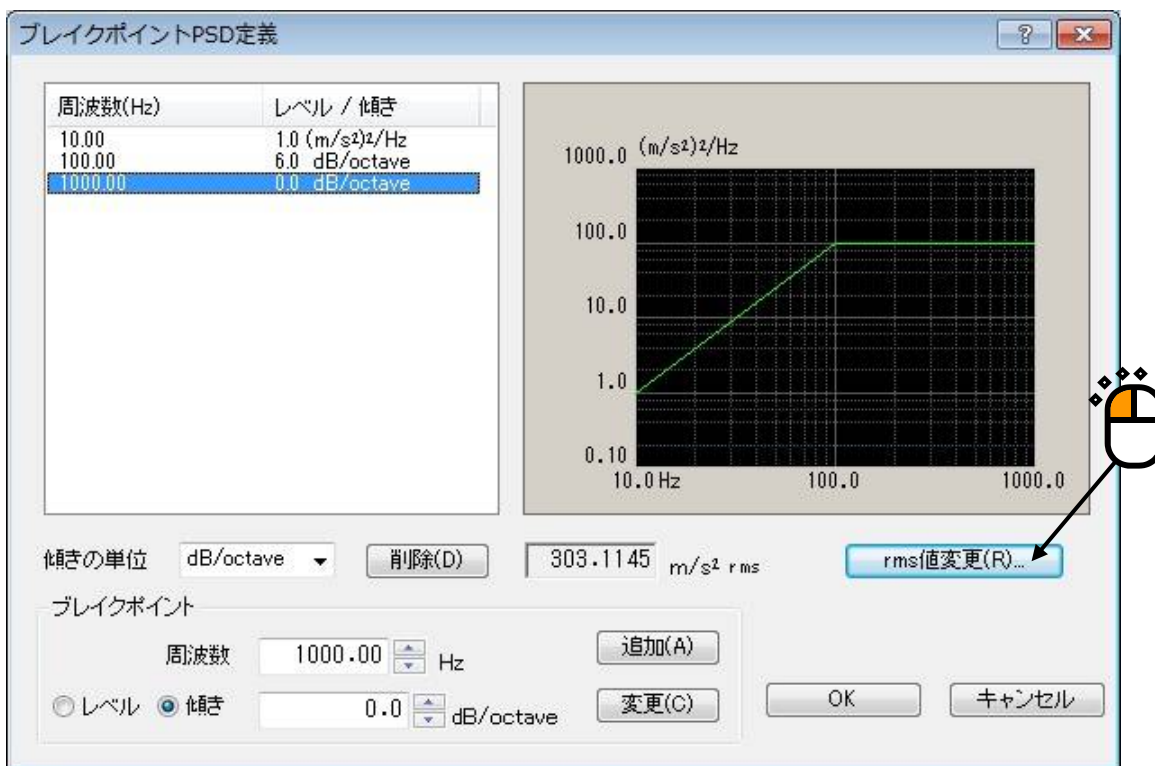 ブレイクポイントPSD定義
周波数(Hz) レベル / 傾き
10.00 1.0 (m/s²)²/Hz
100.00 6.0 dB/octave
1000.00 0.0 dB/octave
1000.0 (m/s²)²/Hz
100.0
10.0
1.0
0.10
10.0Hz 100.0 1000.0
傾きの単位 dB/octave 削除(D) 303.1145 m/s² rms rms値変更(R)...
ブレイクポイント
周波数 1000.00 Hz 追加(A)
レベル 傾き 0.0 dB/octave 変更(C) OK キャンセル